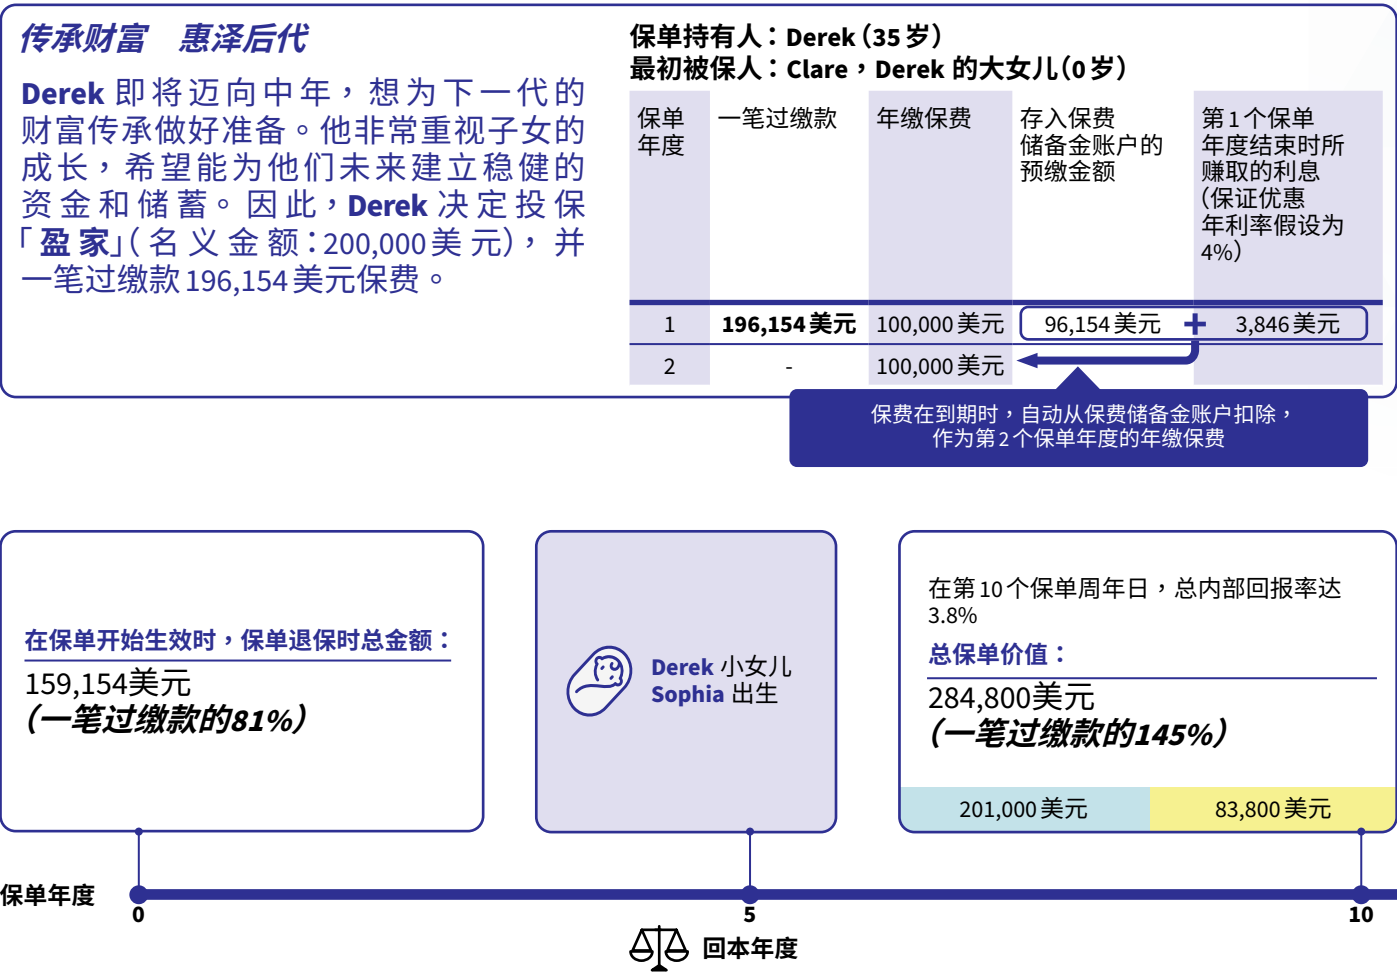 传承财富　惠泽后代
Derek 即将迈向中年，想为下一代的
财富传承做好准备。他非常重视子女的
成长，希望能为他们未来建立稳健的
资金和储蓄。因此，Derek 决定投保
「盈家」（名义金额：200,000美元），并
一笔过缴款196,154美元保费。
保单持有人：Derek（35岁）
最初被保人：Clare，Derek 的大女儿（0岁）
保单
年度
一笔过缴款
年缴保费
存入保费
储备金账户的
预缴金额
第1个保单
年度结束时所
赚取的利息
（保证优惠
年利率假设为
4%）
1 196,154美元 100,000美元 96,154美元 + 3,846美元
2 - 100,000美元
保费在到期时，自动从保费储备金账户扣除，
作为第2个保单年度的年缴保费
在保单开始生效时，保单退保时总金额：
159,154美元
（一笔过缴款的81%）
Derek 小女儿
Sophia 出生
在第10个保单周年日，总内部回报率达
3.8%
总保单价值：
284,800美元
（一笔过缴款的145%）
201,000美元 83,800美元
保单年度
0 5 10
回本年度